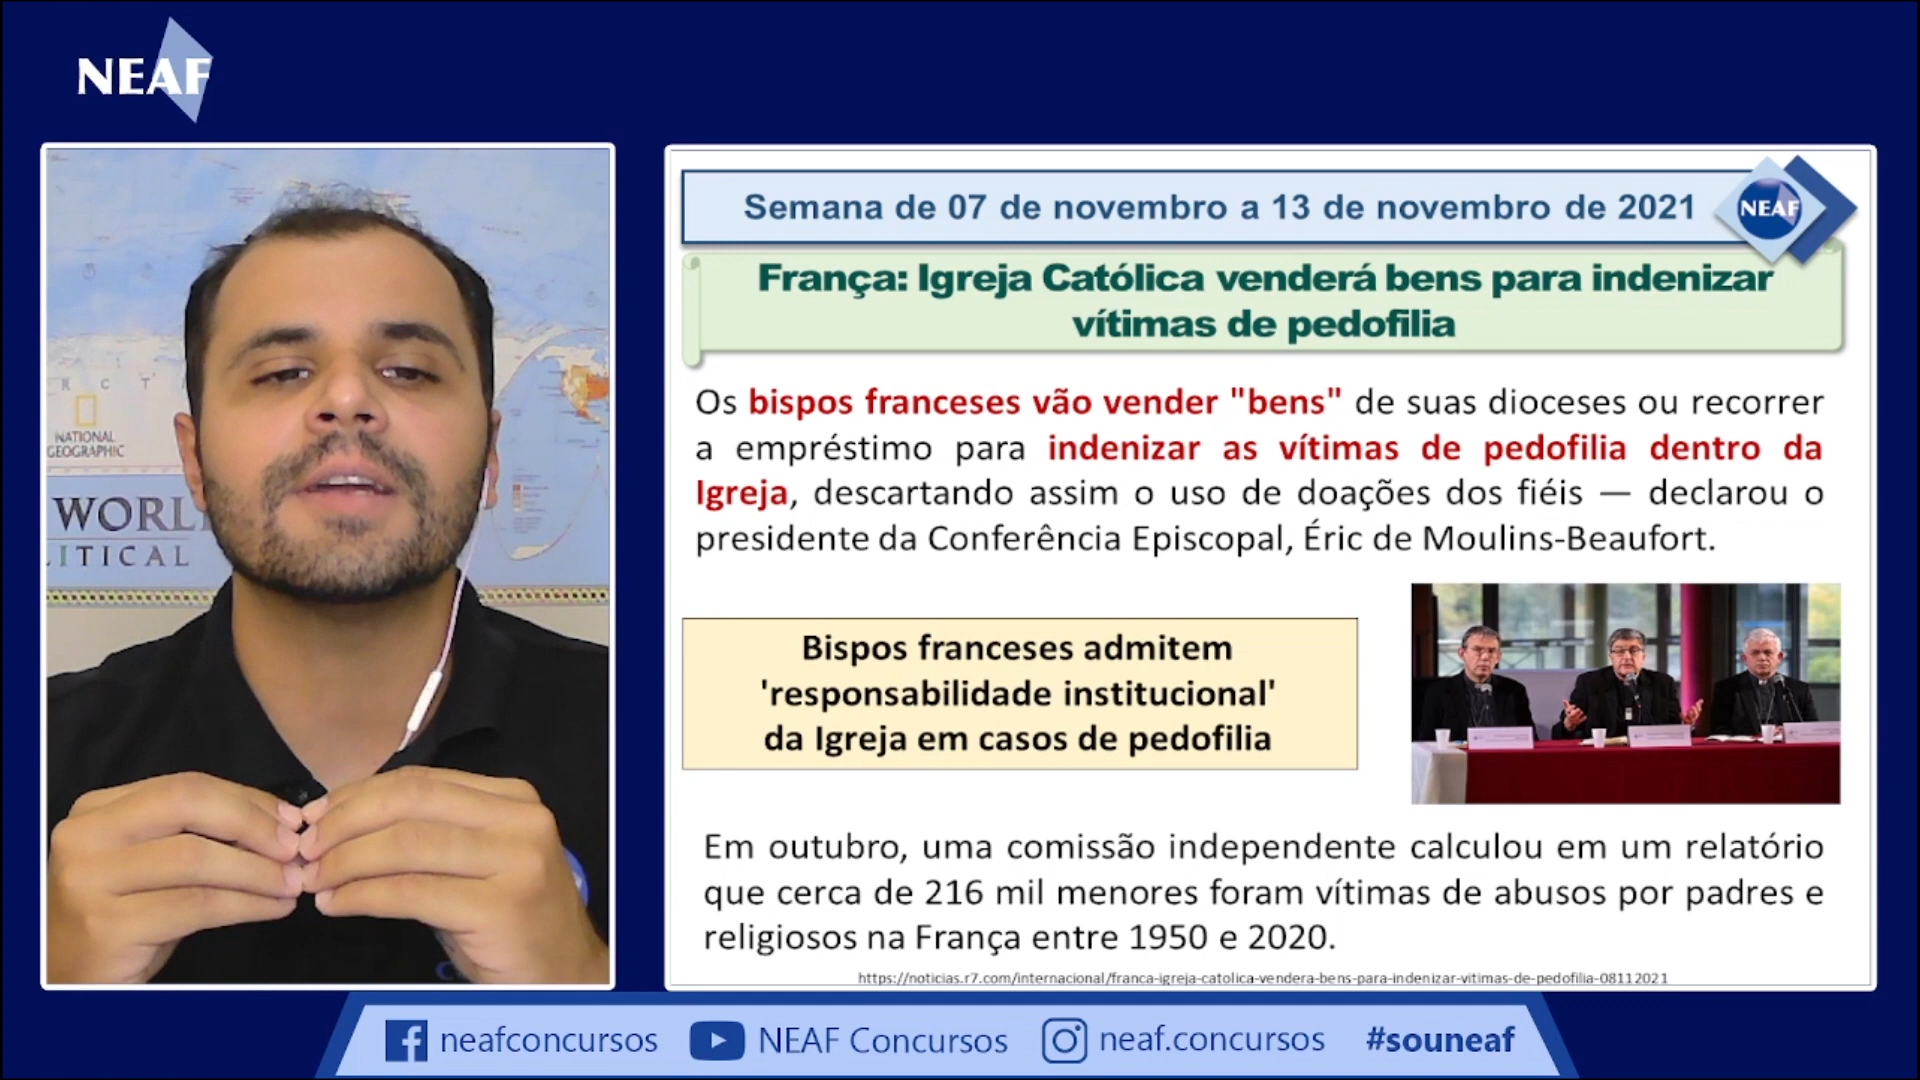 NEAF
R C T
NATIONAL
GEOGRAPHIC
WORL
ITICAL
Semana de 07 de novembro a 13 de novembro de 2021
NEAF
França: Igreja Católica venderá bens para indenizar
vítimas de pedofilia
Os bispos franceses vão vender "bens" de suas dioceses ou recorrer
a empréstimo para indenizar as vítimas de pedofilia dentro da
Igreja, descartando assim o uso de doações dos fiéis — declarou o
presidente da Conferência Episcopal, Éric de Moulins-Beaufort.
Bispos franceses admitem
'responsabilidade institucional'
da Igreja em casos de pedofilia
Em outubro, uma comissão independente calculou em um relatório
que cerca de 216 mil menores foram vítimas de abusos por padres e
religiosos na França entre 1950 e 2020.
https://noticias.r7.com/internacional/franca-igreja-catolica-vendera-bens-para-indenizar-vitimas-de-pedofilia-08112021
neafconcursos
NEAF Concursos
neaf.concursos
#souneaf